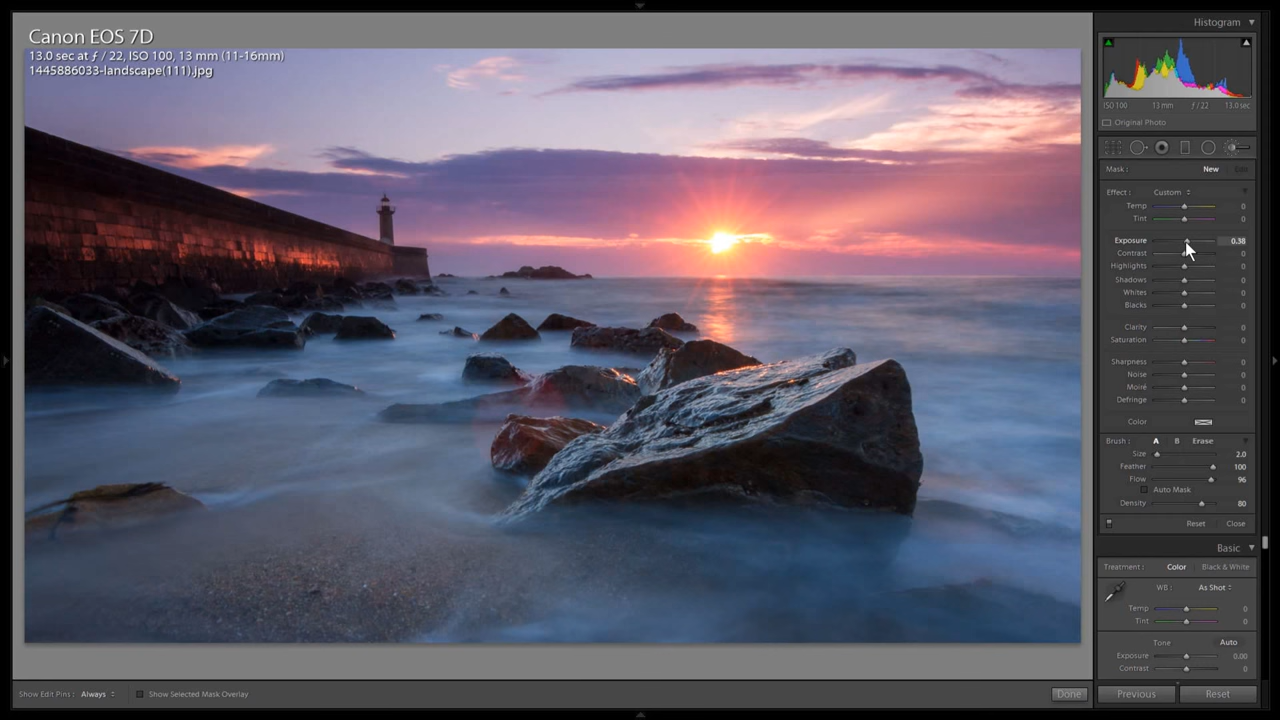 Canon EOS 7D
13.0 sec at ƒ / 22, ISO 100, 13 mm (11-16mm)
1445886033-landscape(111).jpg
Histogram
ISO 100 13 mm ƒ / 22 13.0 sec
Original Photo
Mask : New
Effect : Custom
Temp 0
Tint 0
Exposure 0.38
Contrast 0
Highlights 0
Shadows 0
Whites 0
Blacks 0
Clarity 0
Saturation 0
Sharpness 0
Noise 0
Moiré 0
Defringe 0
Color
Brush : A B Erase
Size 2.0
Feather 100
Flow 96
Auto Mask
Density 80
Reset Close
Basic
Treatment : Color Black & White
WB : As Shot
Temp 0
Tint 0
Tone Auto
Exposure 0.00
Contrast 0
Show Edit Pins : Always Show Selected Mask Overlay Done
Previous Reset